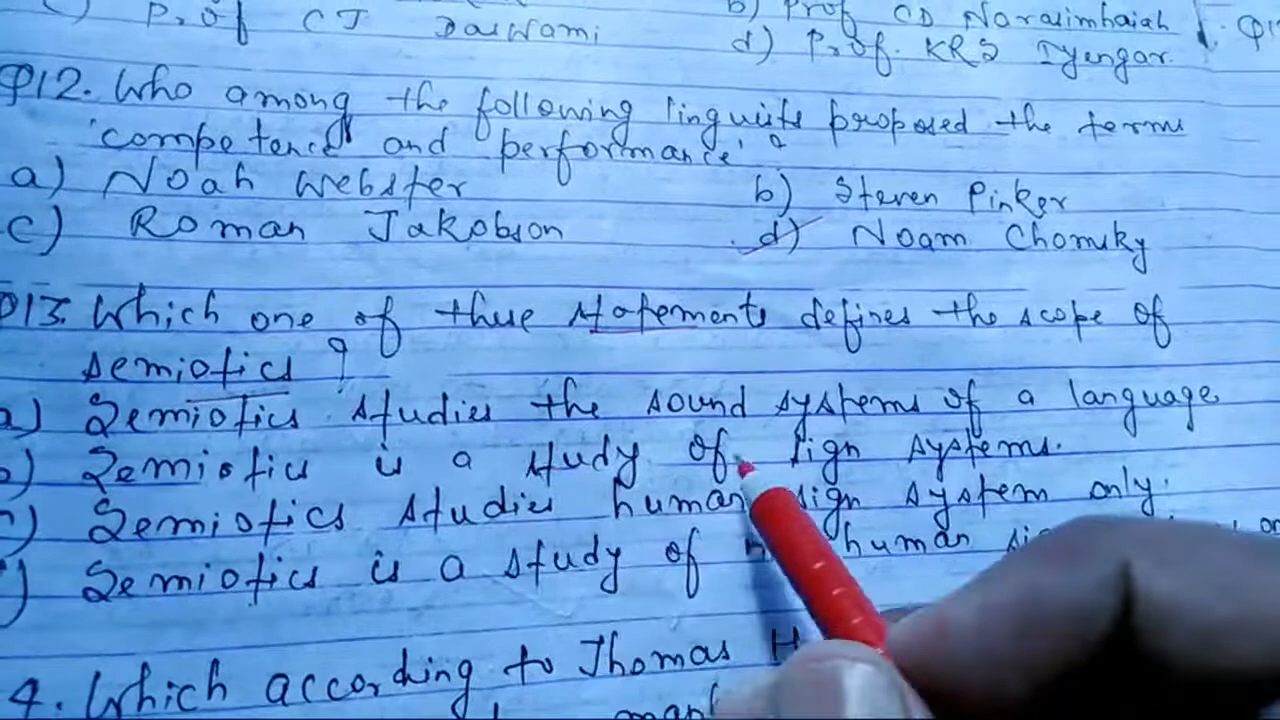 c) Prof CJ Daswami b) Prof CD Narasimhaiah
d) Prof. KRS Iyengar.
Q12. Who among the following linguists proposed the terms
'competence and performance' ?
a) Noah Webster b) Steven Pinker
c) Roman Jakobson d) Noam Chomsky
Q13. Which one of these statements defines the scope of
semiotics ?
a) Semiotics studies the sound systems of a language
b) Semiotics is a study of sign systems.
c) Semiotics studies human sign system only.
d) Semiotics is a study of human
4. Which according to Thomas